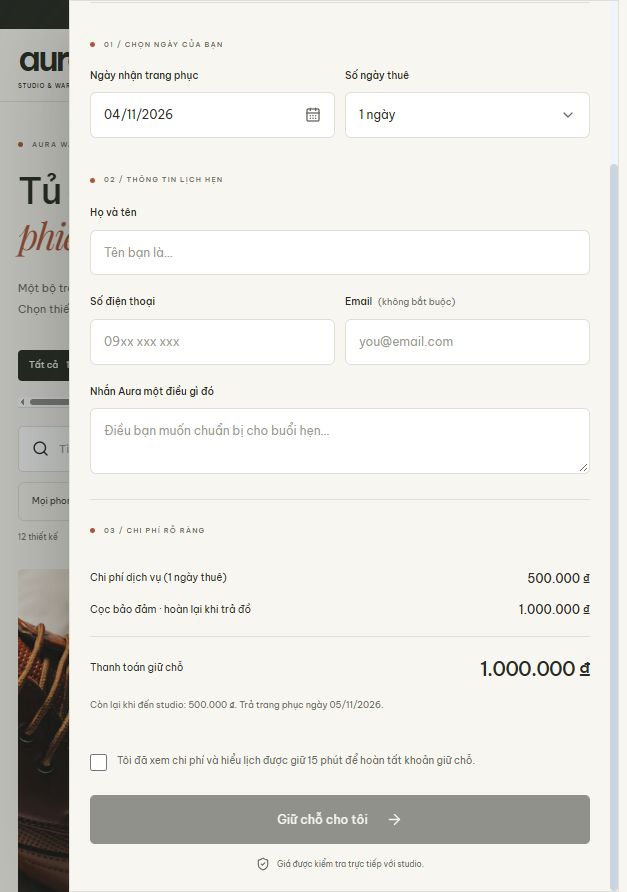 aur
STUDIO & WAR
AURA W
Tủ
phiê
Một bộ tr
Chọn thiế
Tất cả 1
Tì
Mọi phon
12 thiết kế
01 / CHỌN NGÀY CỦA BẠN
Ngày nhận trang phục
Số ngày thuê
04/11/2026
1 ngày
02 / THÔNG TIN LỊCH HẸN
Họ và tên
Tên bạn là...
Số điện thoại
Email (không bắt buộc)
09xx xxx xxx
you@email.com
Nhắn Aura một điều gì đó
Điều bạn muốn chuẩn bị cho buổi hẹn...
03 / CHI PHÍ RÕ RÀNG
Chi phí dịch vụ (1 ngày thuê)
500.000 ₫
Cọc bảo đảm · hoàn lại khi trả đồ
1.000.000 ₫
Thanh toán giữ chỗ
1.000.000 ₫
Còn lại khi đến studio: 500.000 ₫. Trả trang phục ngày 05/11/2026.
Tôi đã xem chi phí và hiểu lịch được giữ 15 phút để hoàn tất khoản giữ chỗ.
Giữ chỗ cho tôi
Giá được kiểm tra trực tiếp với studio.